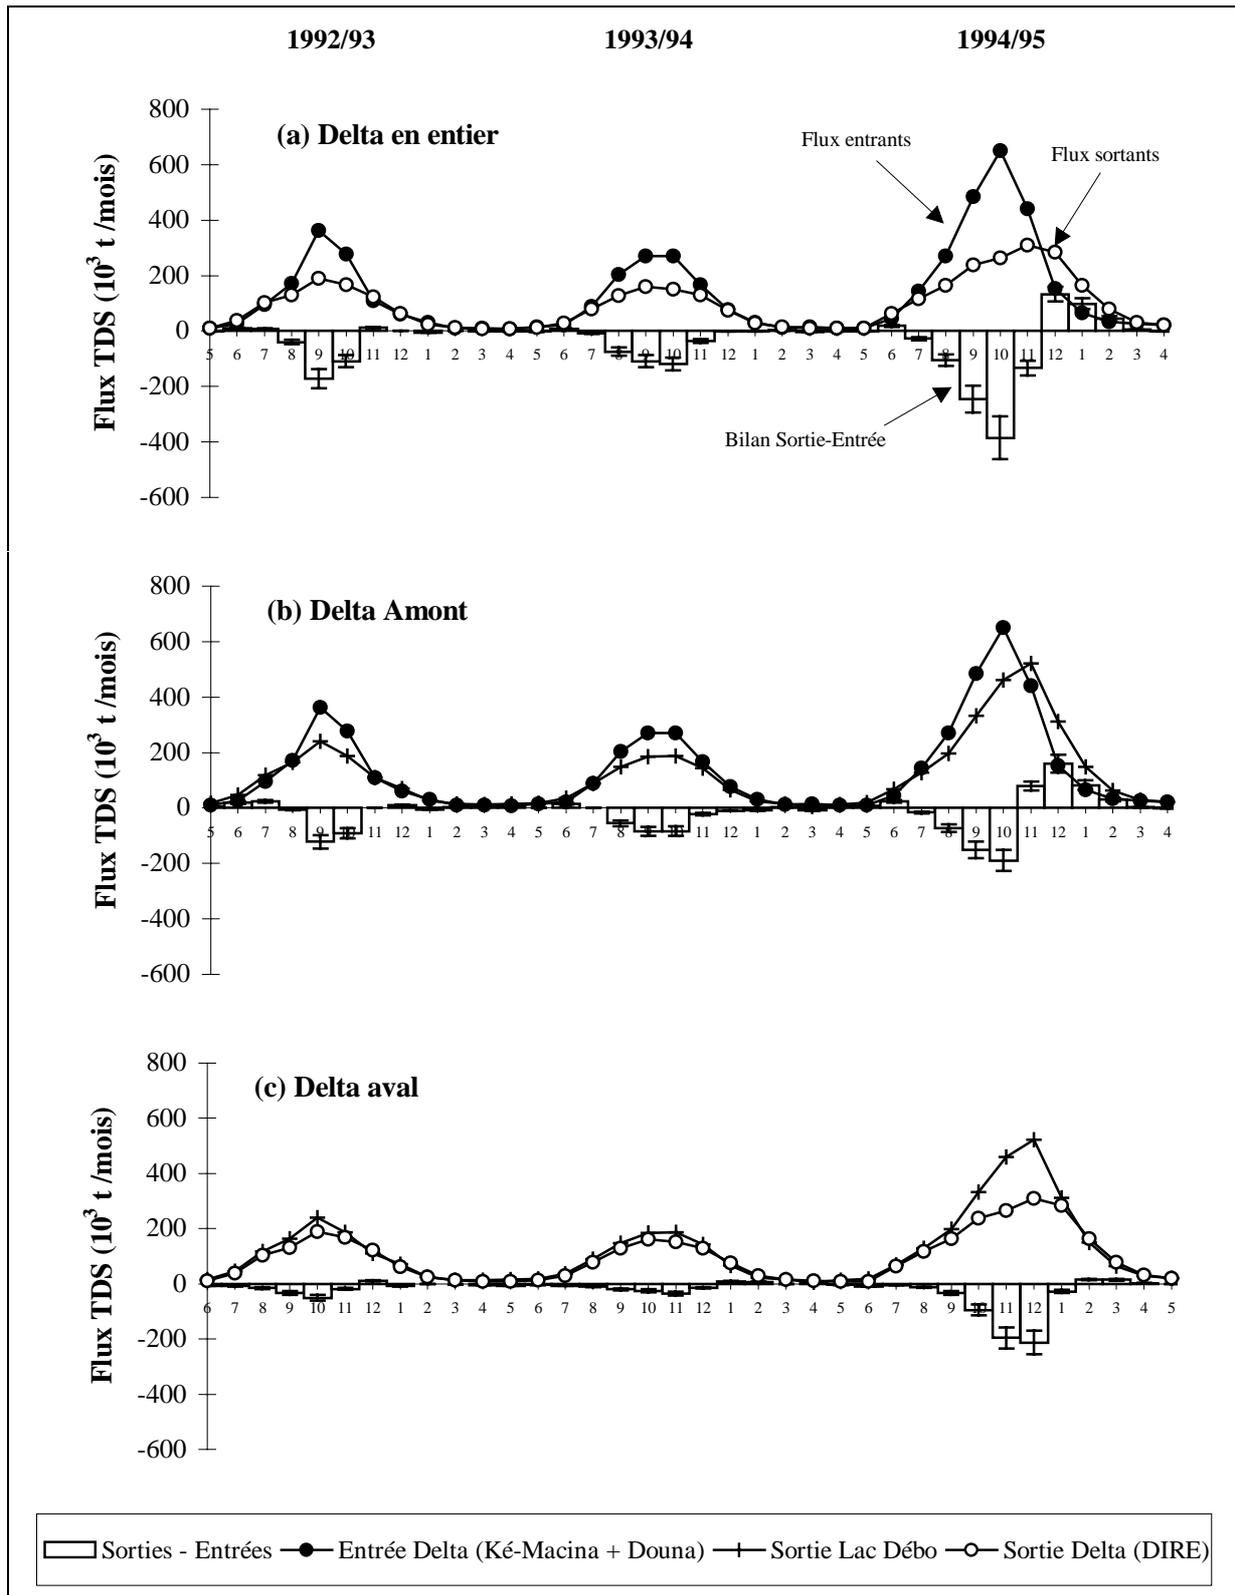 1992/93 1993/94 1994/95
(a) Delta en entier
Flux entrants
Flux sortants
Bilan Sortie-Entrée
Flux TDS (10³ t /mois)
800
600
400
200
0
-200
-400
-600
5 6 7 8 9 10 11 12 1 2 3 4 5 6 7 8 9 10 11 12 1 2 3 4 5 6 7 8 9 10 11 12 1 2 3 4
(b) Delta Amont
Flux TDS (10³ t /mois)
800
600
400
200
0
-200
-400
-600
5 6 7 8 9 10 11 12 1 2 3 4 5 6 7 8 9 10 11 12 1 2 3 4 5 6 7 8 9 10 11 12 1 2 3 4
(c) Delta aval
Flux TDS (10³ t /mois)
800
600
400
200
0
-200
-400
-600
6 7 8 9 10 11 12 1 2 3 4 5 6 7 8 9 10 11 12 1 2 3 4 5 6 7 8 9 10 11 12 1 2 3 4 5
Sorties - Entrées Entrée Delta (Ké-Macina + Douna) Sortie Lac Débo Sortie Delta (DIRE)